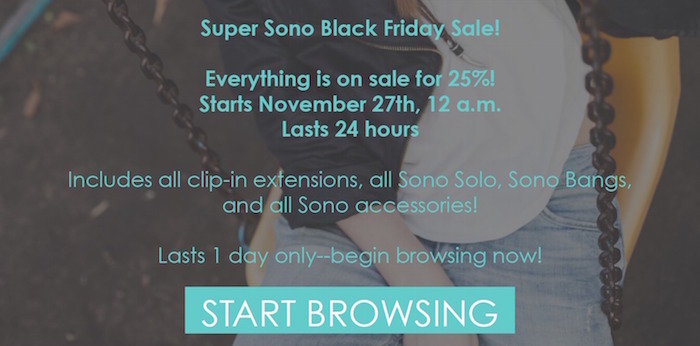 Super Sono Black Friday Sale!
Everything is on sale for 25%!
Starts November 27th, 12 a.m.
Lasts 24 hours
Includes all clip-in extensions, all Sono Solo, Sono Bangs,
and all Sono accessories!
Lasts 1 day only--begin browsing now!
START BROWSING